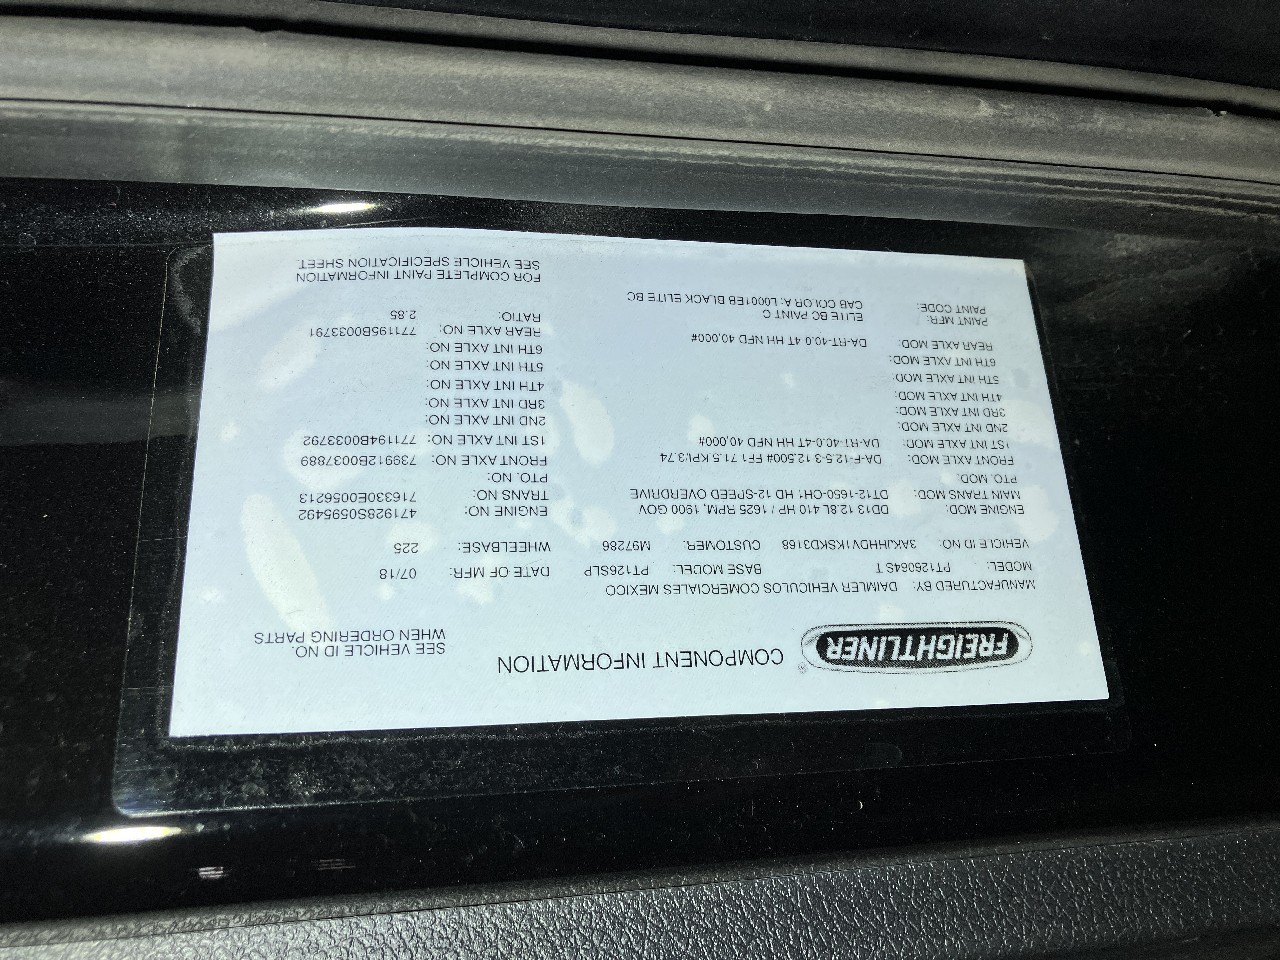 FREIGHTLINER® COMPONENT INFORMATION
SEE VEHICLE ID NO.
WHEN ORDERING PARTS
MANUFACTURED BY: DAIMLER VEHICULOS COMERCIALES MEXICO
MODEL: PT126064ST BASE MODEL: PT126SLP DATE OF MFR: 07/18
VEHICLE ID NO: 3AKJHHDV1KSKD3168 CUSTOMER: M97286 WHEELBASE: 225
ENGINE MOD: DD13 12.8L 410 HP / 1625 RPM, 1900 GOV ENGINE NO: 471928S0595492
MAIN TRANS MOD: DT12-1650-OH1 HD 12-SPEED OVERDRIVE TRANS NO: 716330E0056213
PTO. MOD: PTO. NO:
FRONT AXLE MOD: DA-F-12.5-3 12,500# FF1 71.5 KPI/3.74 FRONT AXLE NO: 739912B0037889
1ST INT AXLE MOD: DA-RT-40.0-4T HH NFD 40,000# 1ST INT AXLE NO: 771194B0033792
2ND INT AXLE MOD: 2ND INT AXLE NO:
3RD INT AXLE MOD: 3RD INT AXLE NO:
4TH INT AXLE MOD: 4TH INT AXLE NO:
5TH INT AXLE MOD: 5TH INT AXLE NO:
6TH INT AXLE MOD: 6TH INT AXLE NO:
REAR AXLE MOD: DA-RT-40.0 4T HH NFD 40,000# REAR AXLE NO: 771195B0033791
RATIO: 2.85
PAINT MFR: ELITE BC PAINT C
PAINT CODE: CAB COLOR A: L0001EB BLACK ELITE BC
FOR COMPLETE PAINT INFORMATION
SEE VEHICLE SPECIFICATION SHEET.